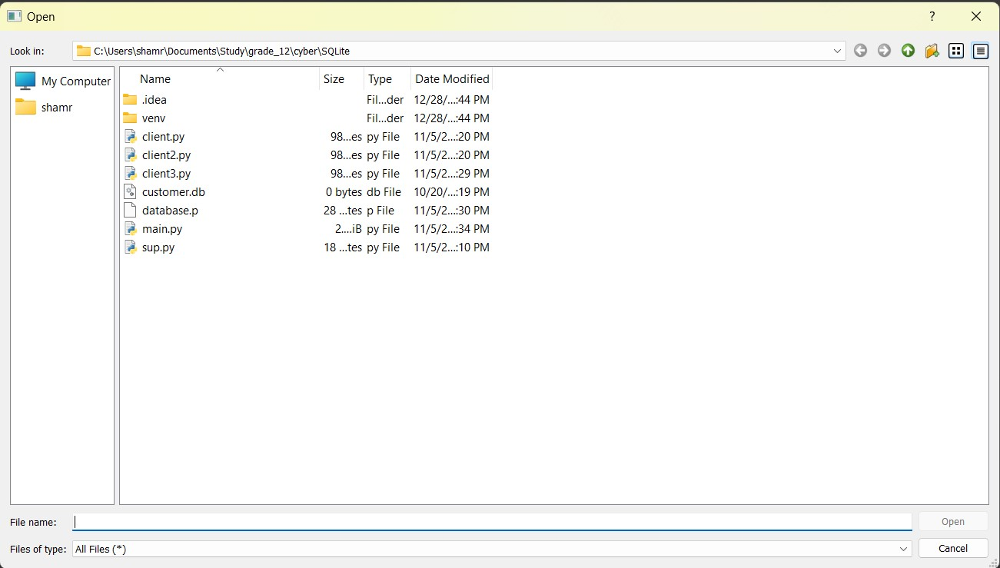 Open ?
Look in: C:\Users\shamr\Documents\Study\grade_12\cyber\SQLite
My Computer
shamr
Name Size Type Date Modified
.idea Fil...der 12/28/...:44 PM
venv Fil...der 12/28/...:44 PM
client.py 98...es py File 11/5/2...:20 PM
client2.py 98...es py File 11/5/2...:20 PM
client3.py 98...es py File 11/5/2...:29 PM
customer.db 0 bytes db File 10/20/...:19 PM
database.p 28 ...tes p File 11/5/2...:30 PM
main.py 2....iB py File 11/5/2...:34 PM
sup.py 18 ...tes py File 11/5/2...:10 PM
File name: Open
Files of type: All Files (*) Cancel